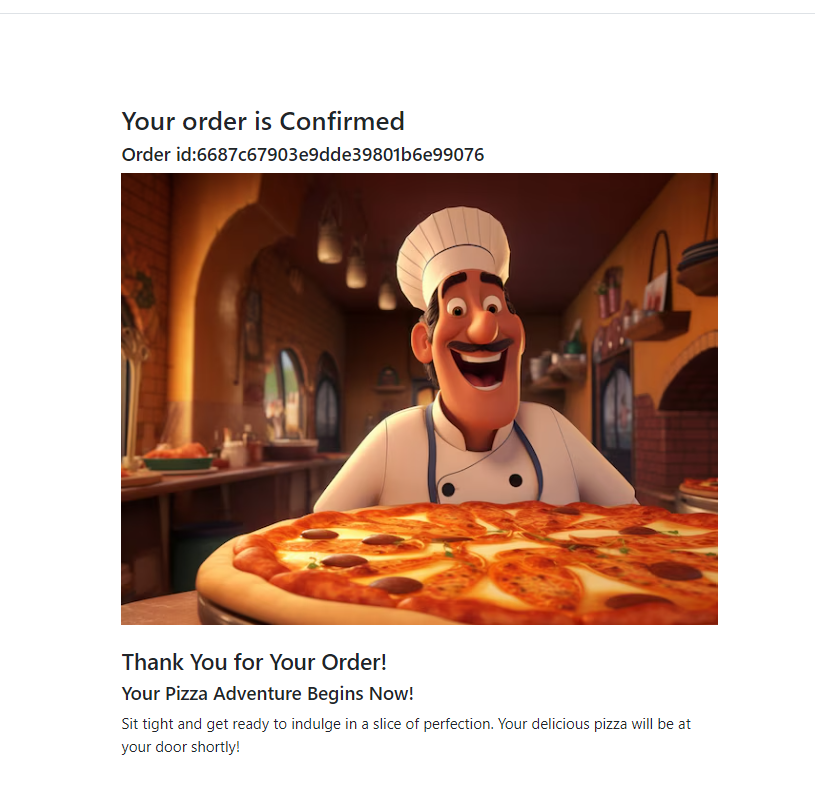 Your order is Confirmed
Order id:6687c67903e9dde39801b6e99076
Thank You for Your Order!
Your Pizza Adventure Begins Now!
Sit tight and get ready to indulge in a slice of perfection. Your delicious pizza will be at
your door shortly!